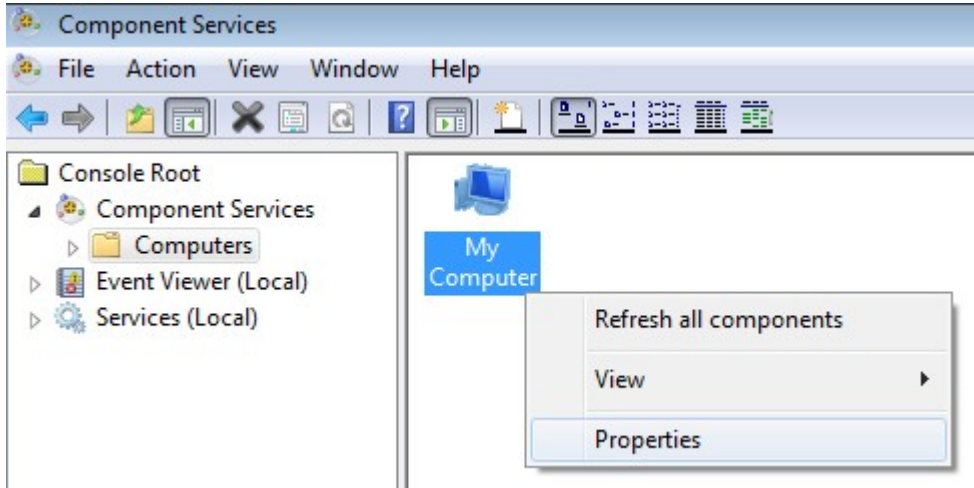 Component Services
File Action View Window Help
Console Root
Component Services
Computers
Event Viewer (Local)
Services (Local)
My
Computer
Refresh all components
View
Properties